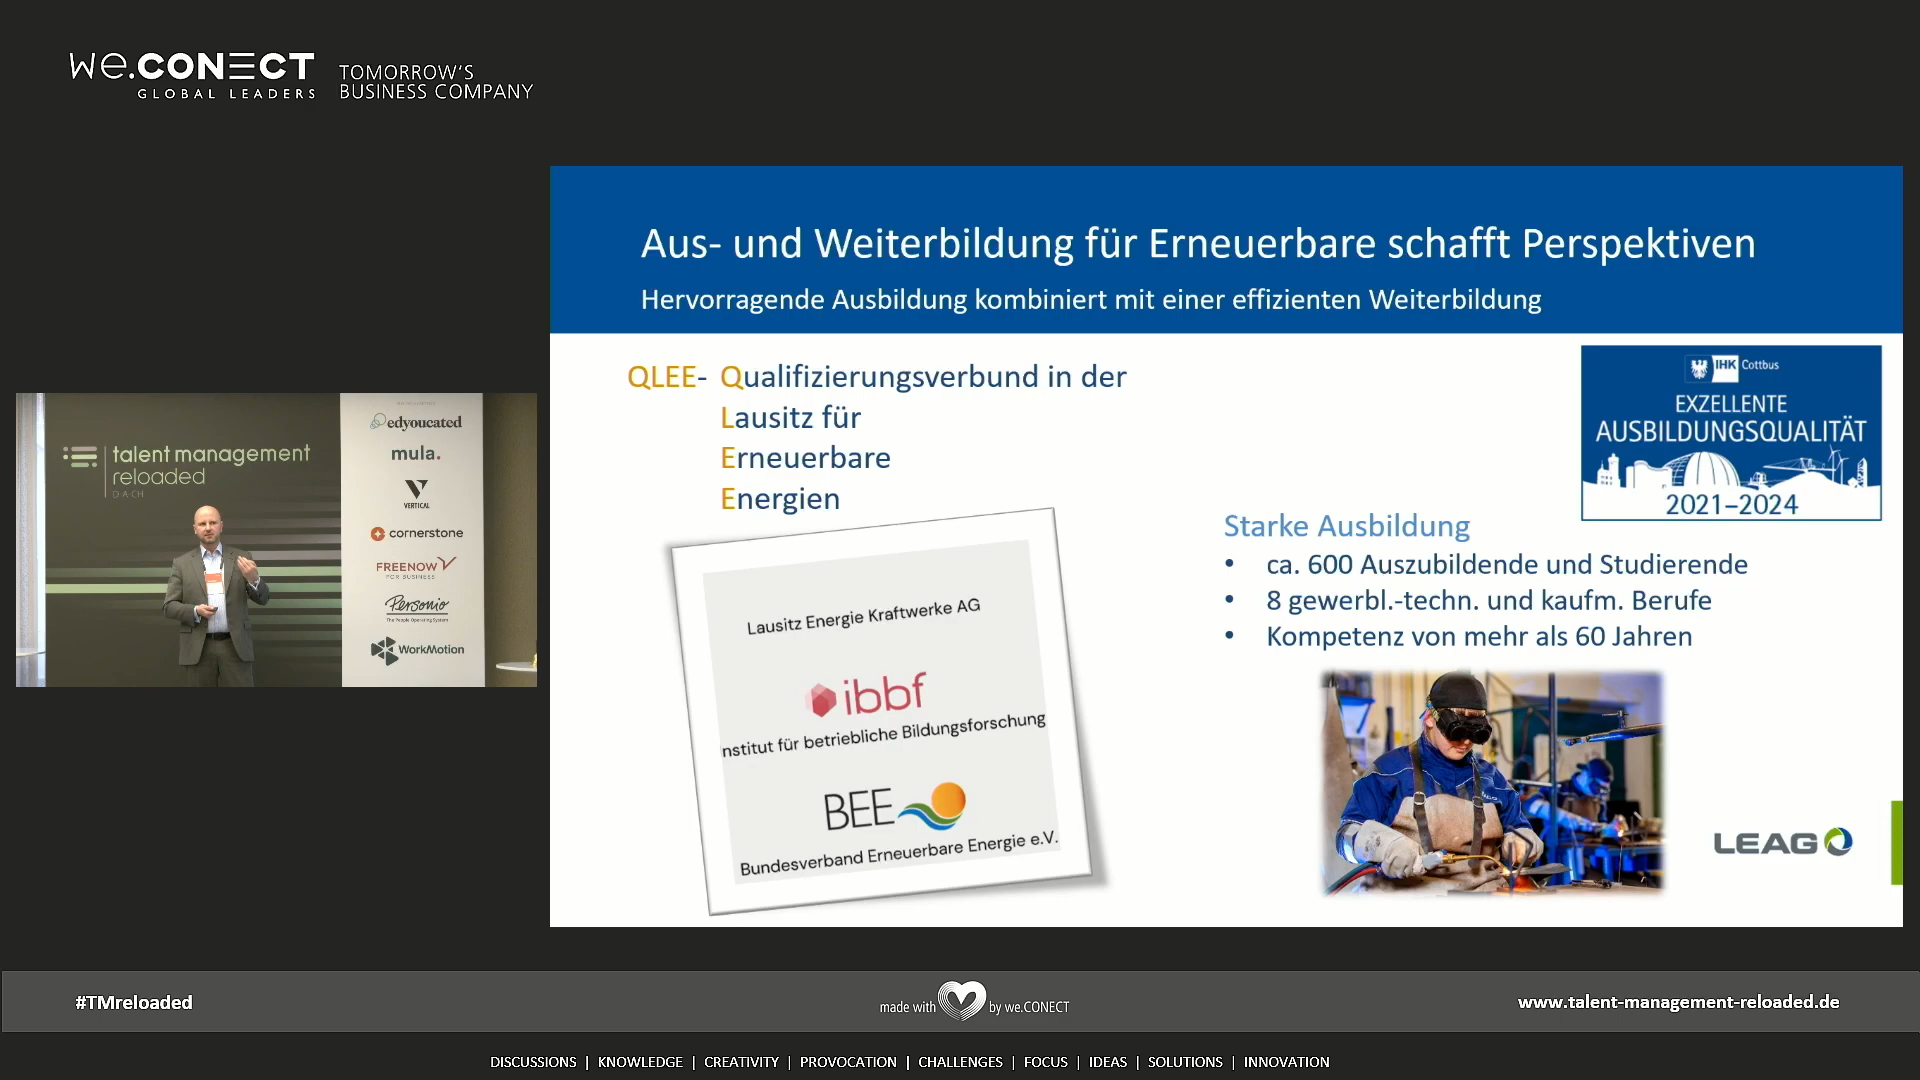 we.CONECT
GLOBAL LEADERS
TOMORROW'S
BUSINESS COMPANY
talent management
reloaded
DACH
edyoucated
mula.
VERTICAL
cornerstone
FREENOW
FOR BUSINESS
Personio
The People Operating System
WorkMotion
Aus- und Weiterbildung für Erneuerbare schafft Perspektiven
Hervorragende Ausbildung kombiniert mit einer effizienten Weiterbildung
QLEE- Qualifizierungsverbund in der
Lausitz für
Erneuerbare
Energien
Lausitz Energie Kraftwerke AG
ibbf
nstitut für betriebliche Bildungsforschung
BEE
Bundesverband Erneuerbare Energie e.V.
IHK Cottbus
EXZELLENTE
AUSBILDUNGSQUALITÄT
2021–2024
Starke Ausbildung
• ca. 600 Auszubildende und Studierende
• 8 gewerbl.-techn. und kaufm. Berufe
• Kompetenz von mehr als 60 Jahren
LEAG
#TMreloaded
made with by we.CONECT
www.talent-management-reloaded.de
DISCUSSIONS | KNOWLEDGE | CREATIVITY | PROVOCATION | CHALLENGES | FOCUS | IDEAS | SOLUTIONS | INNOVATION